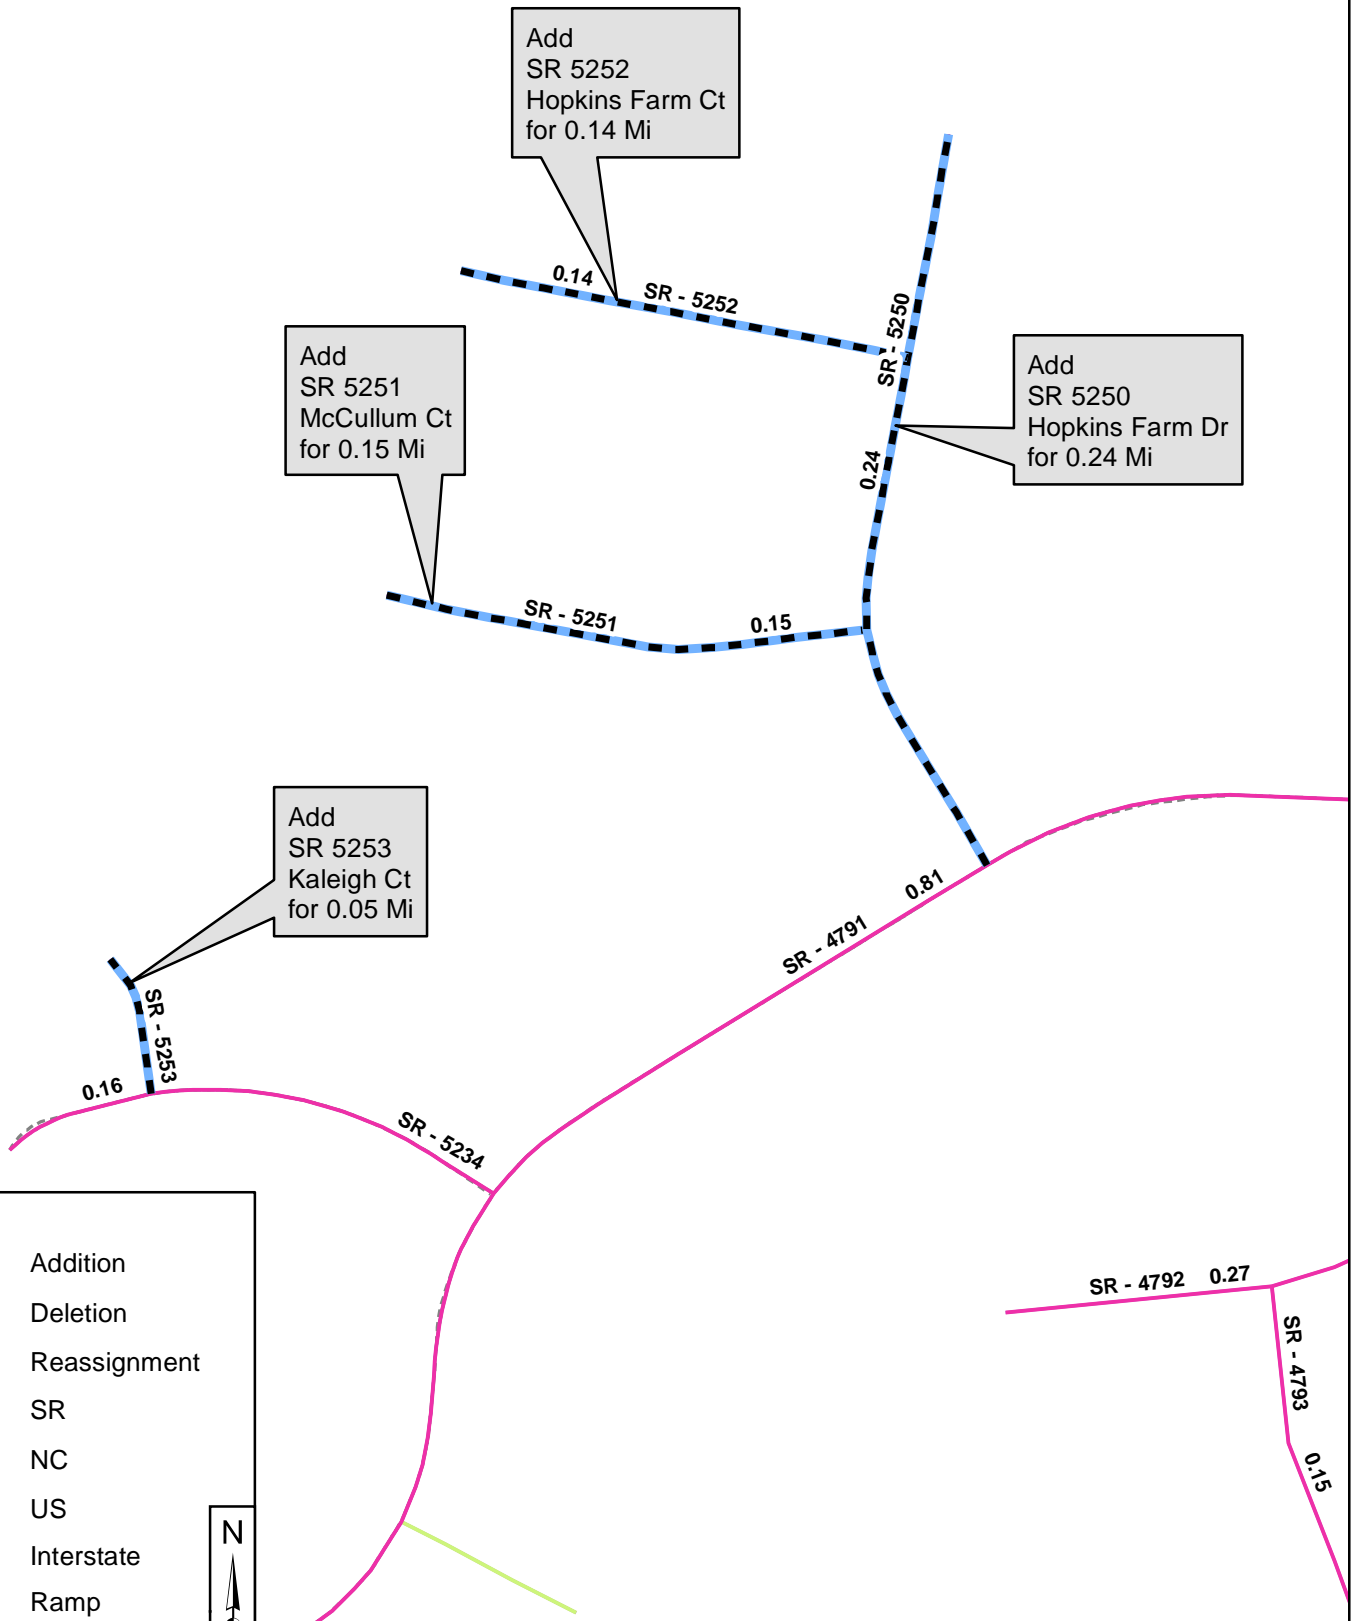 Add
SR 5252
Hopkins Farm Ct
for 0.14 Mi
0.14
SR - 5252
SR - 5250
Add
SR 5251
McCullum Ct
for 0.15 Mi
Add
SR 5250
Hopkins Farm Dr
for 0.24 Mi
0.24
SR - 5251
0.15
Add
SR 5253
Kaleigh Ct
for 0.05 Mi
0.81
SR - 4791
SR - 5253
0.16
SR - 5234
SR - 4792
0.27
SR - 4793
0.15
Addition
Deletion
Reassignment
SR
NC
US
Interstate
Ramp
N